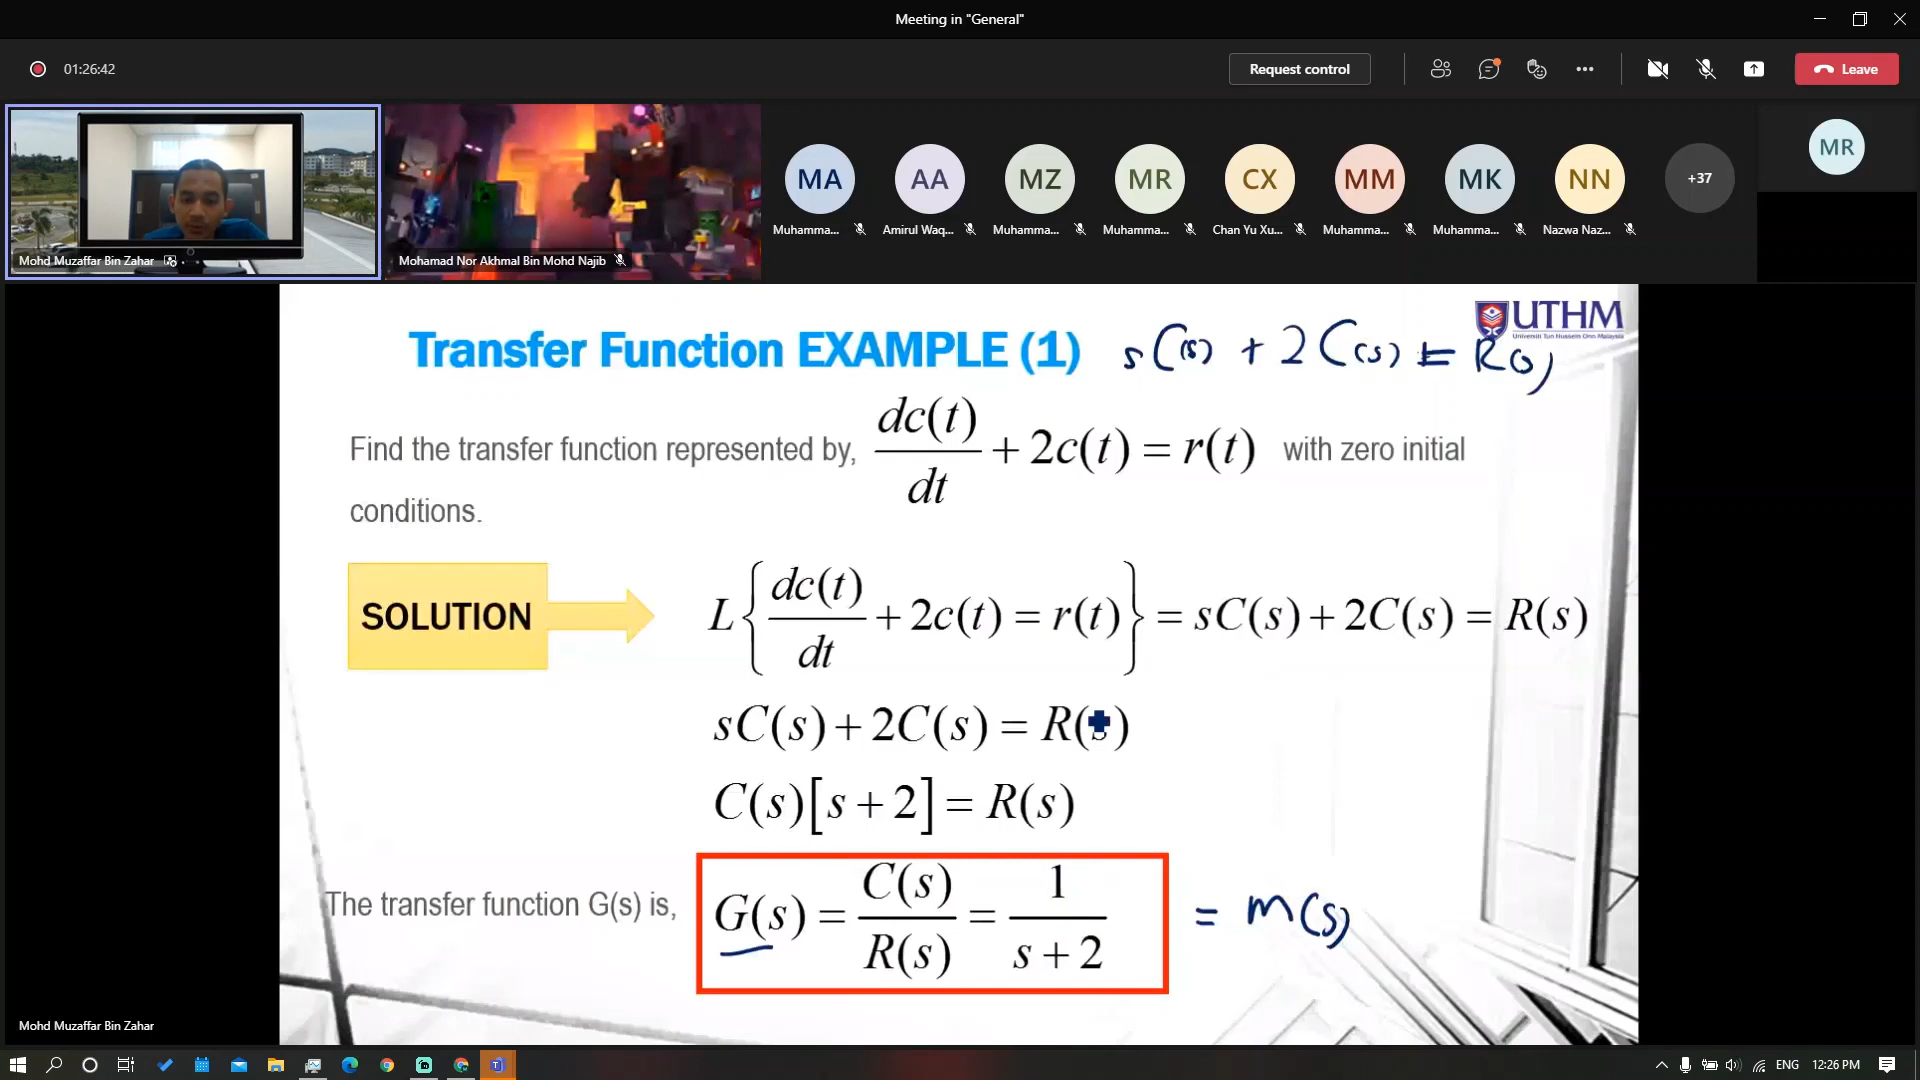 Meeting in "General"
01:26:42
Request control
Leave
MA
AA
MZ
MR
CX
MM
MK
NN
+37
MR
Muhamma...
Amirul Waq...
Muhamma...
Muhamma...
Chan Yu Xu...
Muhamma...
Muhamma...
Nazwa Naz...
Mohd Muzaffar Bin Zahar
Mohamad Nor Akhmal Bin Mohd Najib
UTHM
Universiti Tun Hussein Onn Malaysia
Transfer Function EXAMPLE (1)
sC(s) + 2C(s) = R(s)
Find the transfer function represented by, dc(t)/dt + 2c(t) = r(t) with zero initial
conditions.
SOLUTION
L{dc(t)/dt + 2c(t) = r(t)} = sC(s) + 2C(s) = R(s)
sC(s) + 2C(s) = R(s)
C(s)[s + 2] = R(s)
The transfer function G(s) is, G(s) = C(s)/R(s) = 1/(s + 2) = M(s)
Mohd Muzaffar Bin Zahar
ENG
12:26 PM